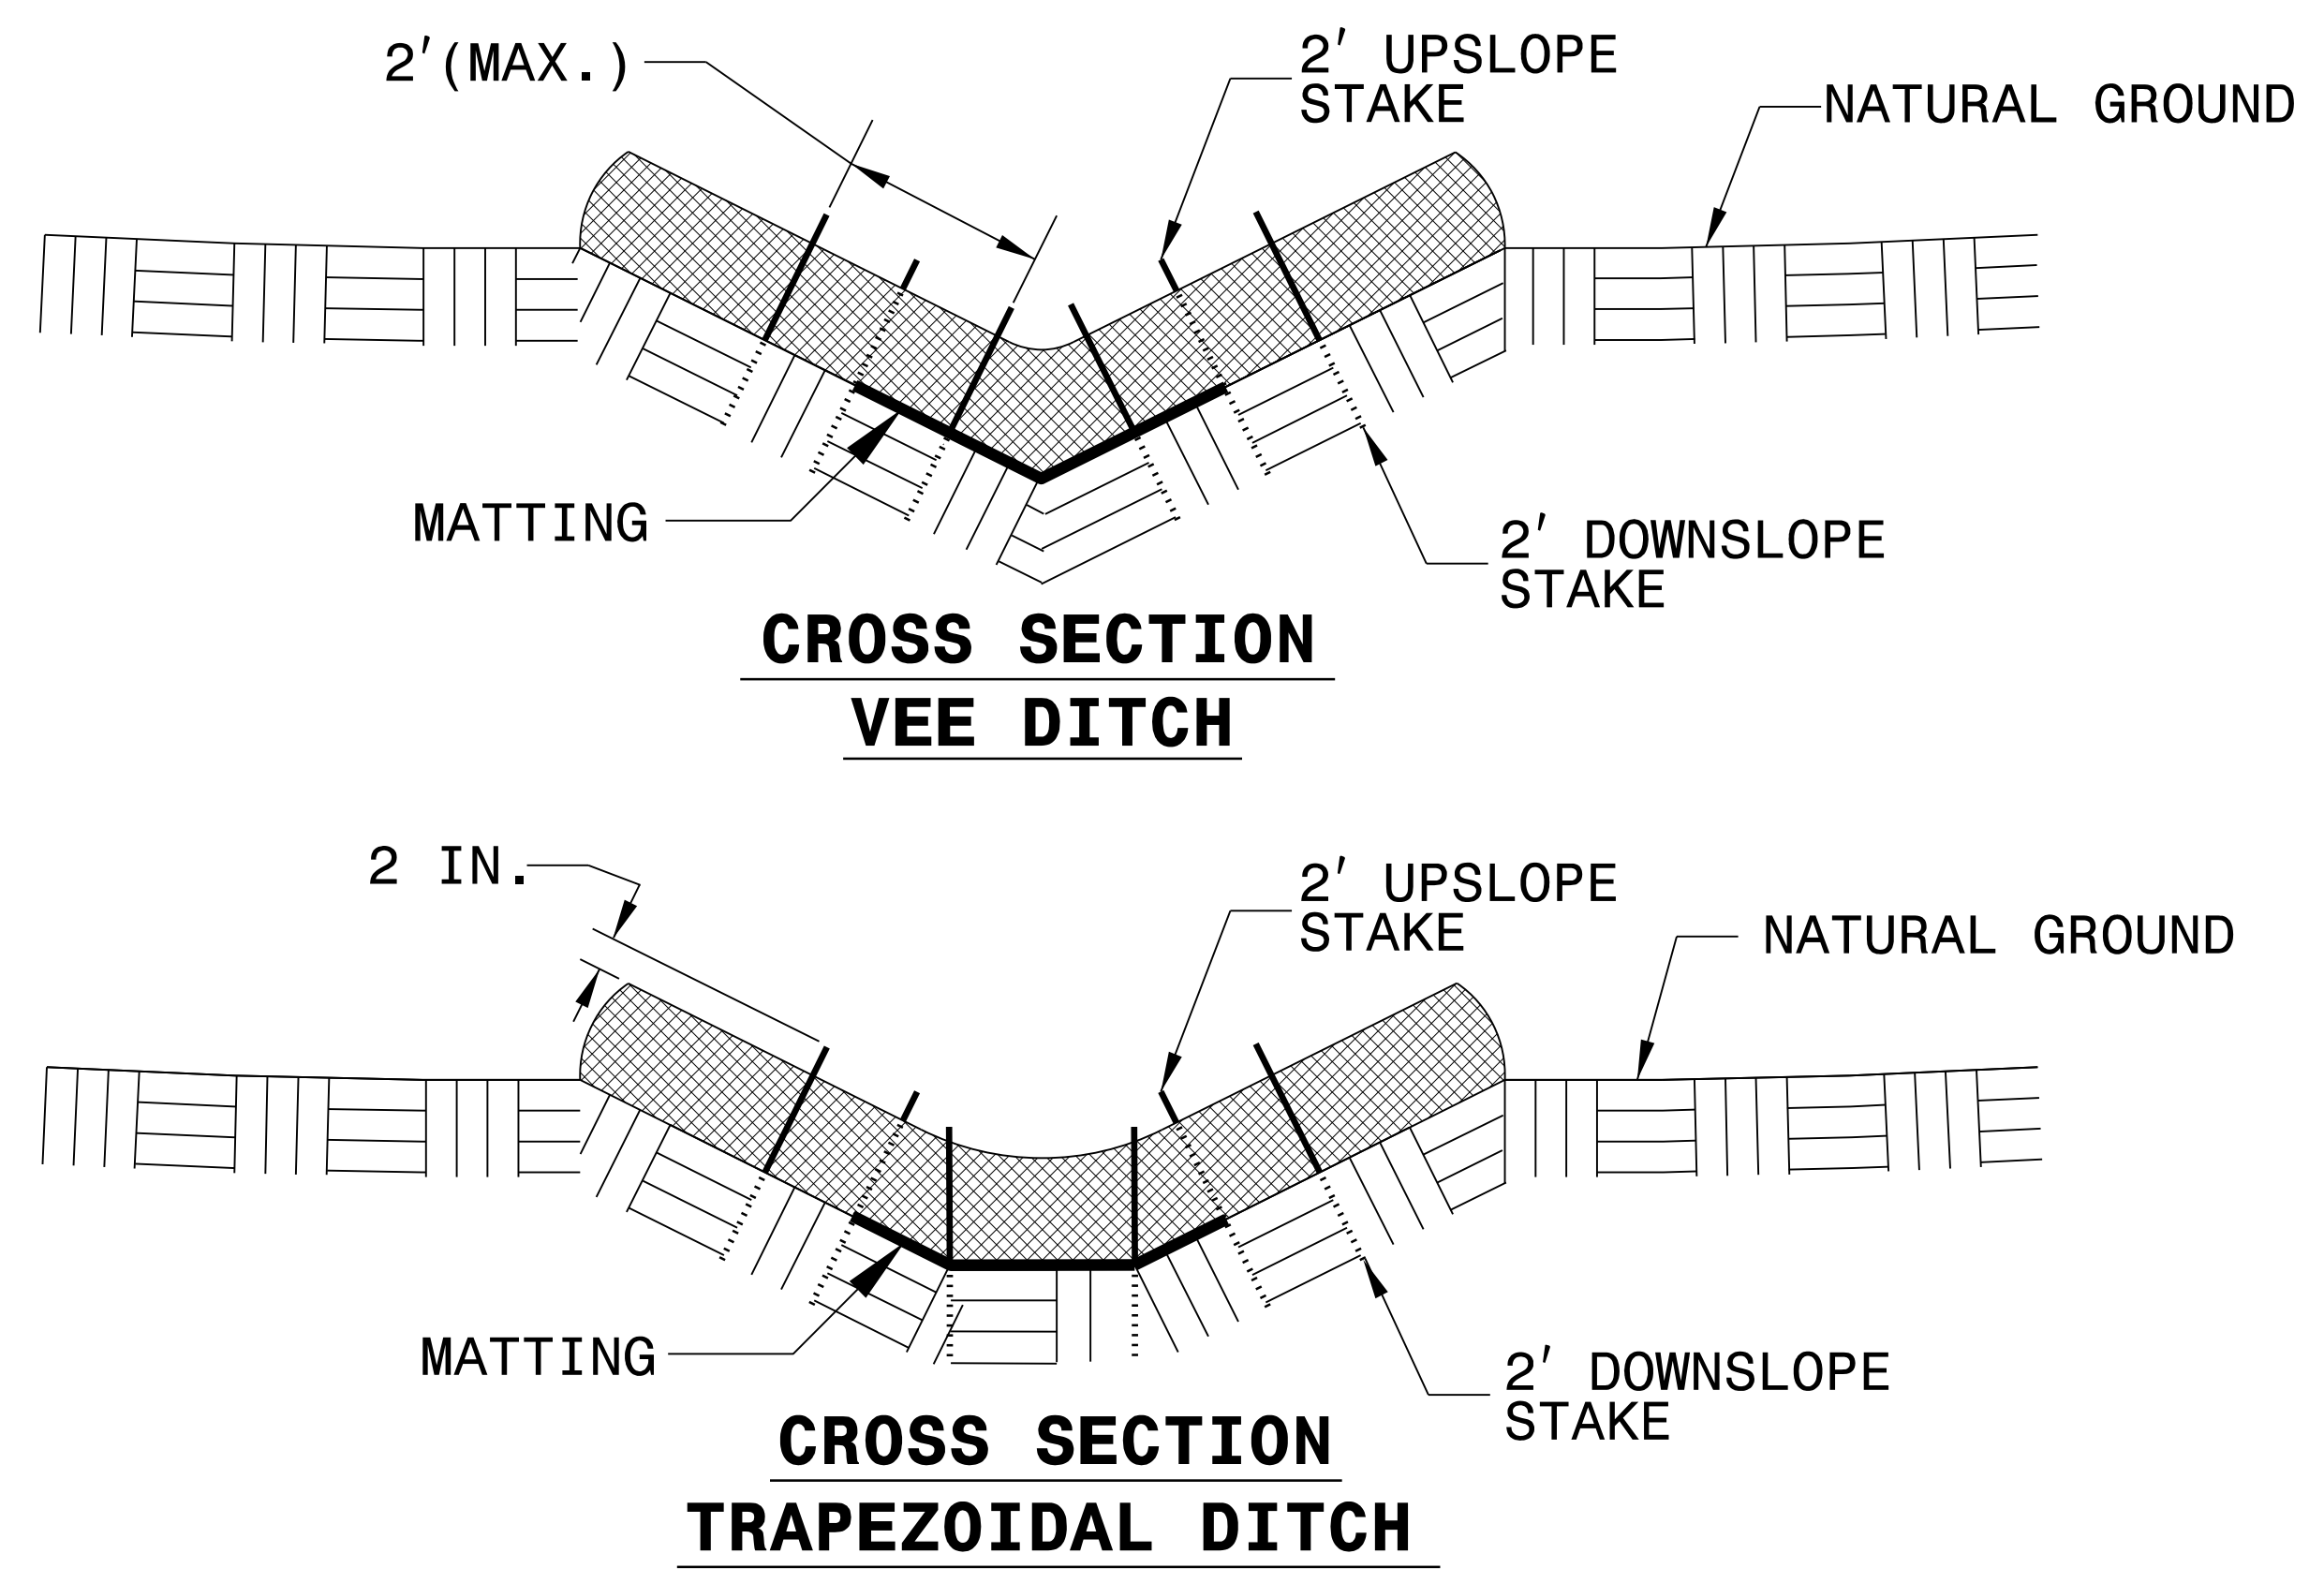 2'(MAX.)
2' UPSLOPE
STAKE
NATURAL GROUND
MATTING
2' DOWNSLOPE
STAKE
CROSS SECTION
VEE DITCH
2 IN.
2' UPSLOPE
STAKE
NATURAL GROUND
MATTING
2' DOWNSLOPE
STAKE
CROSS SECTION
TRAPEZOIDAL DITCH